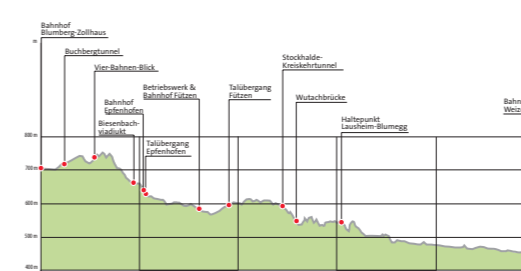 Bahnhof
Blumberg-Zollhaus
m
Buchbergtunnel
Vier-Bahnen-Blick
Stockhalde-
Kreiskehrtunnel
Betriebswerk &
Bahnhof Fützen
Talübergang
Fützen
Wutachbrücke
Bahnhof
Epfenhofen
Biesenbach-
viadukt
Haltepunkt
Lausheim-Blumegg
Bahn
Weiz
Talübergang
Epfenhofen
800 m
700 m
600 m
500 m
400 m